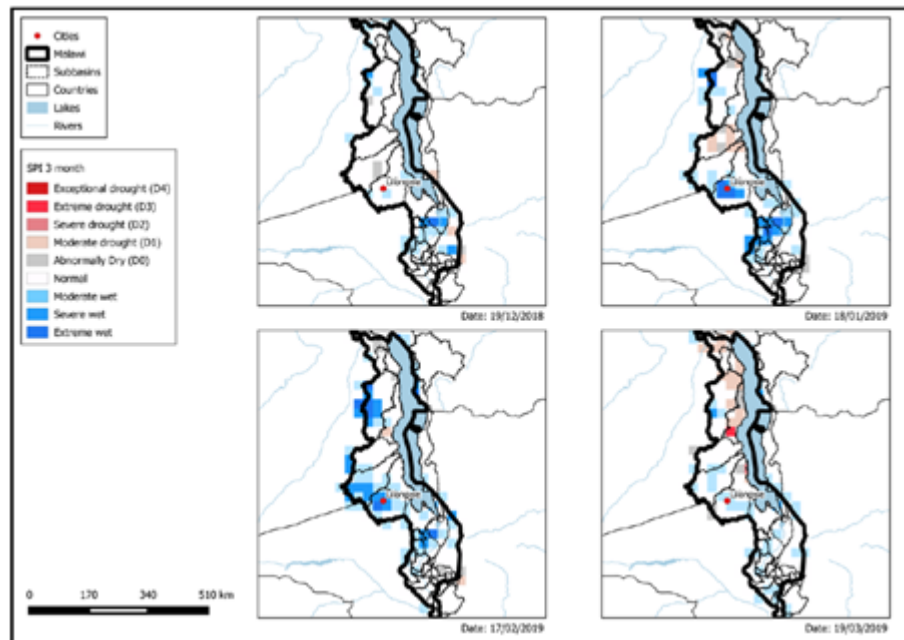 Cities
Malawi
Subbasins
Countries
Lakes
Rivers
SPI 3 month
Exceptional drought (D4)
Extreme drought (D3)
Severe drought (D2)
Moderate drought (D1)
Abnormally Dry (D0)
Normal
Moderate wet
Severe wet
Extreme wet
Lilongwe
Date: 19/12/2018
Lilongwe
Date: 18/01/2019
Lilongwe
Date: 17/02/2019
Lilongwe
Date: 19/03/2019
0 170 340 510 km